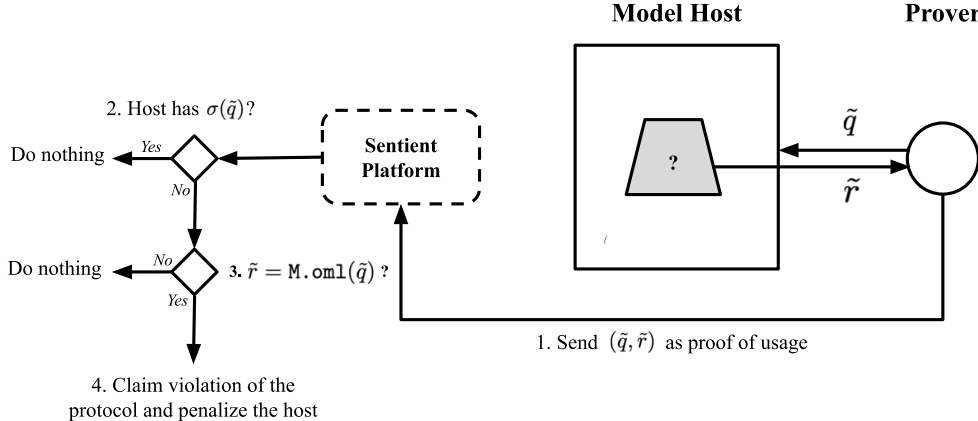 Model Host
Prover
2. Host has σ(q̃)?
Do nothing
Yes
Sentient
Platform
No
?
q̃
r̃
Do nothing
No
3. r̃ = M.oml(q̃) ?
Yes
1. Send (q̃, r̃) as proof of usage
4. Claim violation of the
protocol and penalize the host